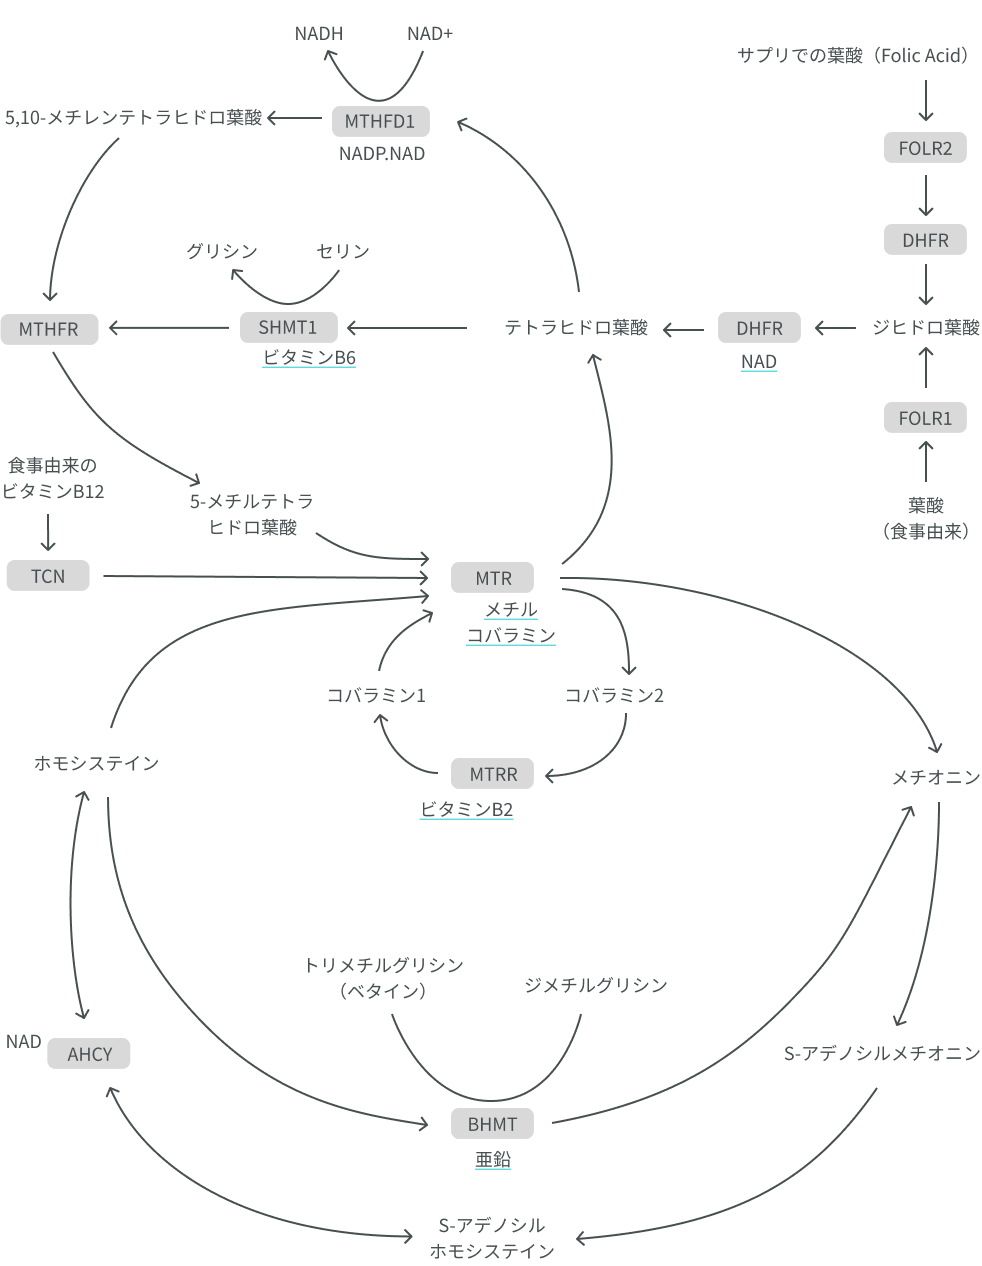 NADH
NAD+
サプリでの葉酸（Folic Acid）
5,10-メチレンテトラヒドロ葉酸
MTHFD1
NADP.NAD
FOLR2
DHFR
グリシン
セリン
MTHFR
SHMT1
ビタミンB6
テトラヒドロ葉酸
DHFR
NAD
ジヒドロ葉酸
FOLR1
葉酸
（食事由来）
食事由来の
ビタミンB12
5-メチルテトラ
ヒドロ葉酸
TCN
MTR
メチル
コバラミン
コバラミン1
コバラミン2
ホモシステイン
MTRR
ビタミンB2
メチオニン
トリメチルグリシン
（ベタイン）
ジメチルグリシン
NAD
AHCY
S-アデノシルメチオニン
BHMT
亜鉛
S-アデノシル
ホモシステイン